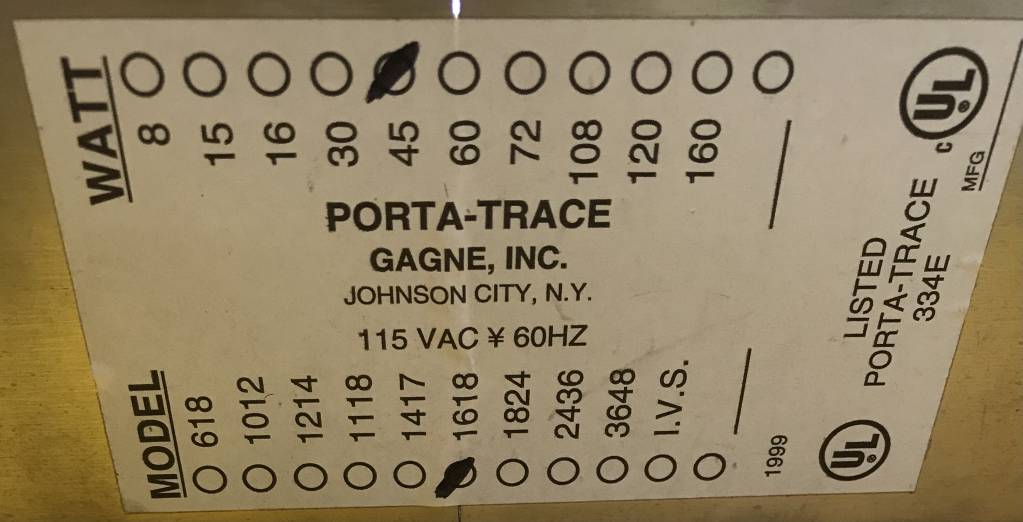 WATT
8
15
16
30
45
60
72
108
120
160
PORTA-TRACE
GAGNE, INC.
JOHNSON CITY, N.Y.
115 VAC ¥ 60HZ
MODEL
618
1012
1214
1118
1417
1618
1824
2436
3648
I.V.S.
1999
UL
LISTED
PORTA-TRACE
334E
C UL
MFG